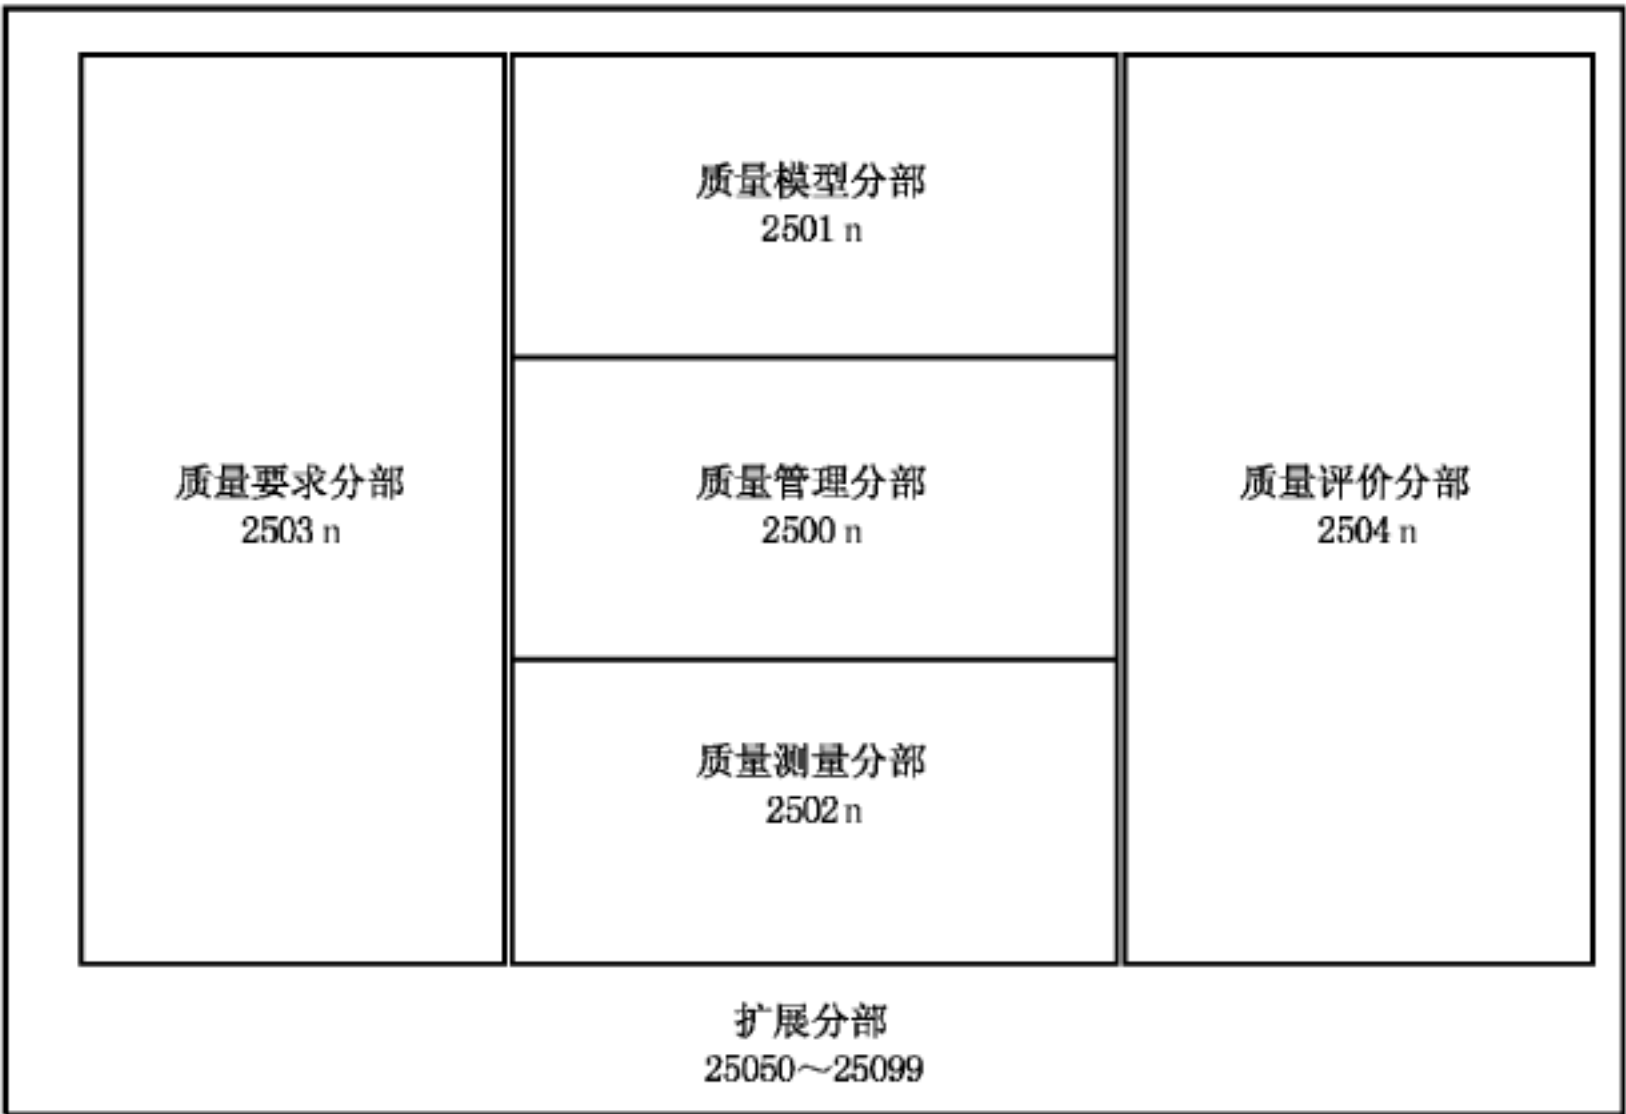 质量模型分部
2501 n
质量要求分部
2503 n
质量管理分部
2500 n
质量评价分部
2504 n
质量测量分部
2502 n
扩展分部
25050～25099